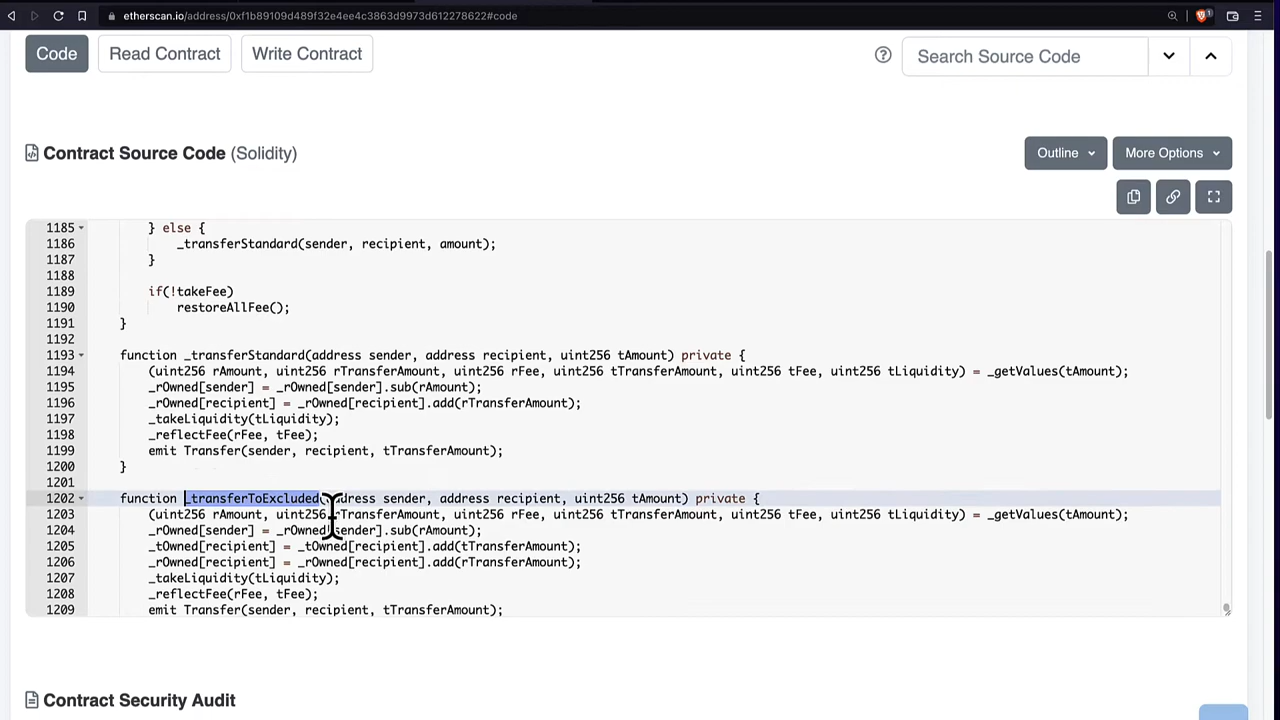 etherscan.io/address/0xf1b89109d489f32e4ee4c3863d9973d612278622#code
Code
Read Contract
Write Contract
Search Source Code
Contract Source Code (Solidity)
Outline
More Options
1185 } else {
1186 _transferStandard(sender, recipient, amount);
1187 }
1188
1189 if(!takeFee)
1190 restoreAllFee();
1191 }
1192
1193 function _transferStandard(address sender, address recipient, uint256 tAmount) private {
1194 (uint256 rAmount, uint256 rTransferAmount, uint256 rFee, uint256 tTransferAmount, uint256 tFee, uint256 tLiquidity) = _getValues(tAmount);
1195 _rOwned[sender] = _rOwned[sender].sub(rAmount);
1196 _rOwned[recipient] = _rOwned[recipient].add(rTransferAmount);
1197 _takeLiquidity(tLiquidity);
1198 _reflectFee(rFee, tFee);
1199 emit Transfer(sender, recipient, tTransferAmount);
1200 }
1201
1202 function _transferToExcluded(address sender, address recipient, uint256 tAmount) private {
1203 (uint256 rAmount, uint256 rTransferAmount, uint256 rFee, uint256 tTransferAmount, uint256 tFee, uint256 tLiquidity) = _getValues(tAmount);
1204 _rOwned[sender] = _rOwned[sender].sub(rAmount);
1205 _tOwned[recipient] = _tOwned[recipient].add(tTransferAmount);
1206 _rOwned[recipient] = _rOwned[recipient].add(rTransferAmount);
1207 _takeLiquidity(tLiquidity);
1208 _reflectFee(rFee, tFee);
1209 emit Transfer(sender, recipient, tTransferAmount);
Contract Security Audit